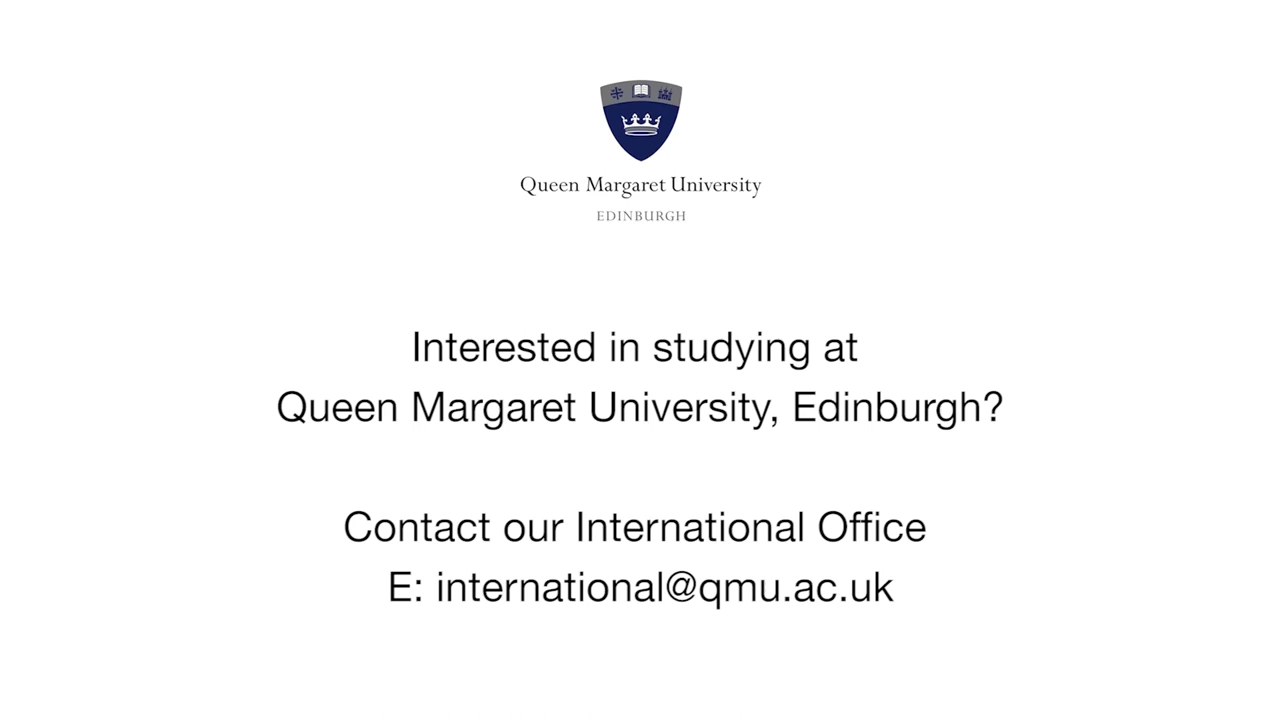 Queen Margaret University
EDINBURGH
Interested in studying at
Queen Margaret University, Edinburgh?
Contact our International Office
E: international@qmu.ac.uk